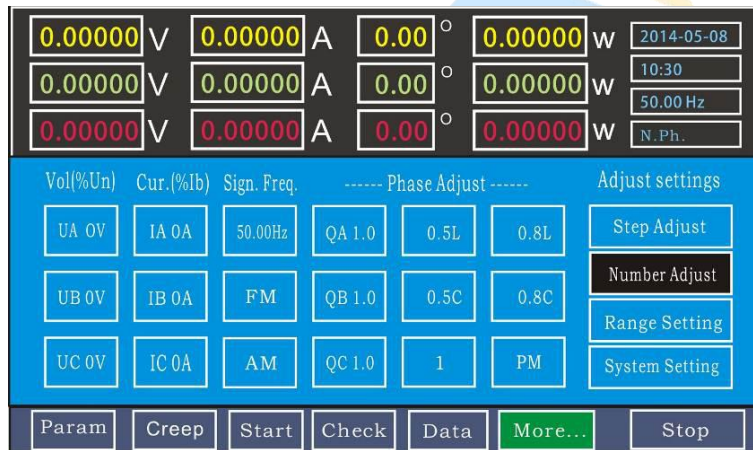 0.00000 V 0.00000 A 0.00 ° 0.00000 W 2014-05-08
0.00000 V 0.00000 A 0.00 ° 0.00000 W 10:30
50.00 Hz
0.00000 V 0.00000 A 0.00 ° 0.00000 W N.Ph.
Vol(%Un) Cur.(%Ib) Sign. Freq. ------ Phase Adjust ------ Adjust settings
UA 0V IA 0A 50.00Hz QA 1.0 0.5L 0.8L Step Adjust
Number Adjust
UB 0V IB 0A FM QB 1.0 0.5C 0.8C
Range Setting
UC 0V IC 0A AM QC 1.0 1 PM System Setting
Param Creep Start Check Data More... Stop